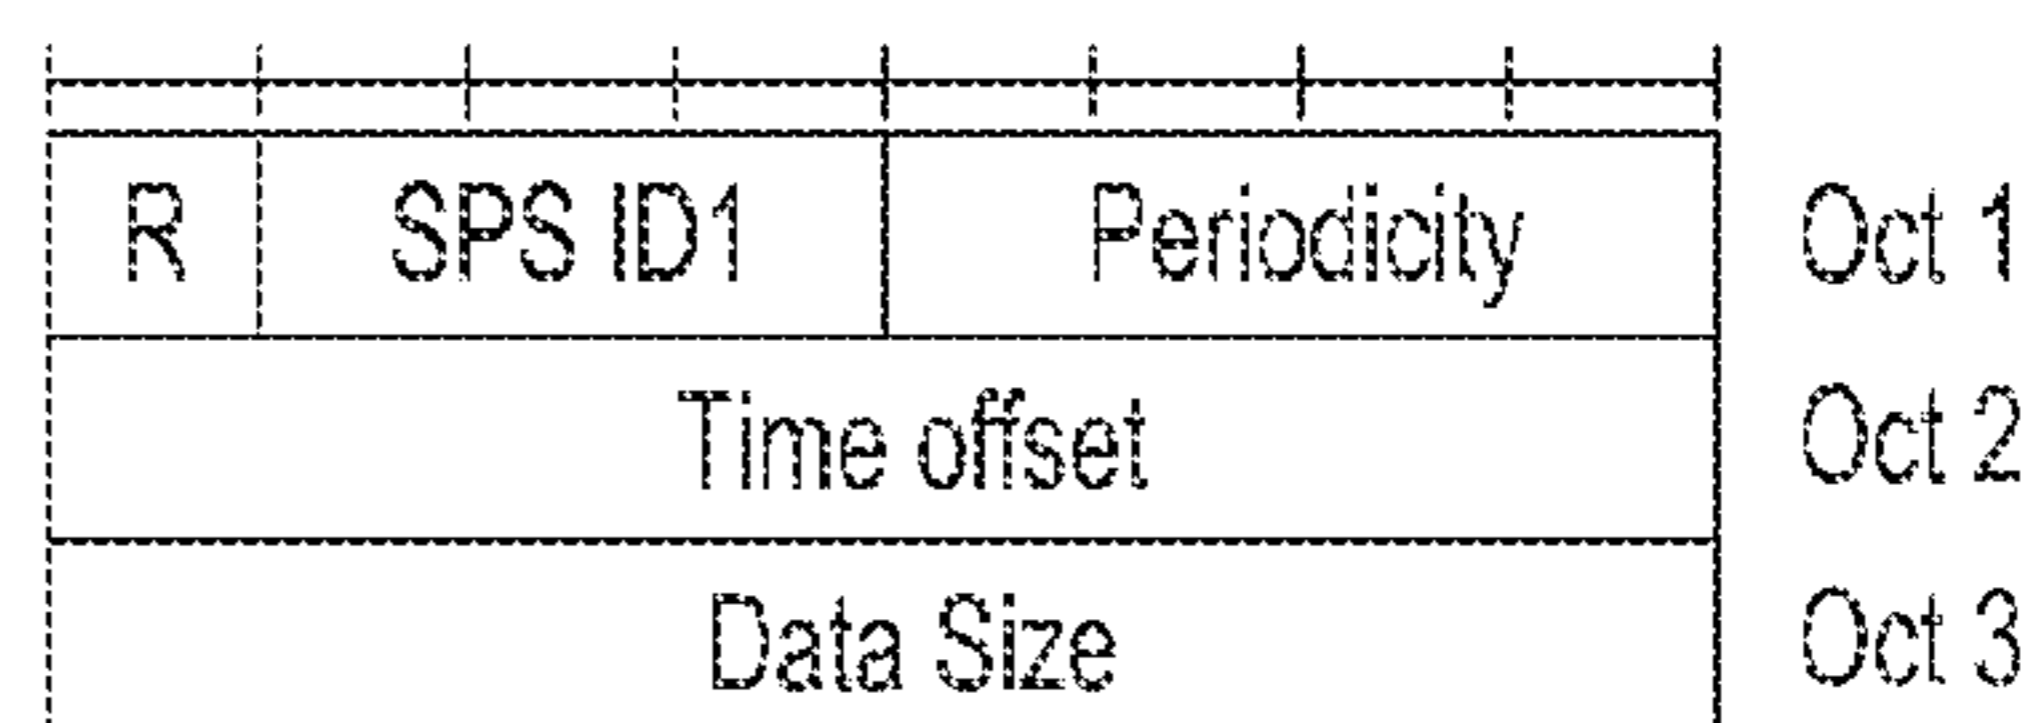 R SPS ID1 Periodicity Oct 1
Time offset Oct 2
Data Size Oct 3